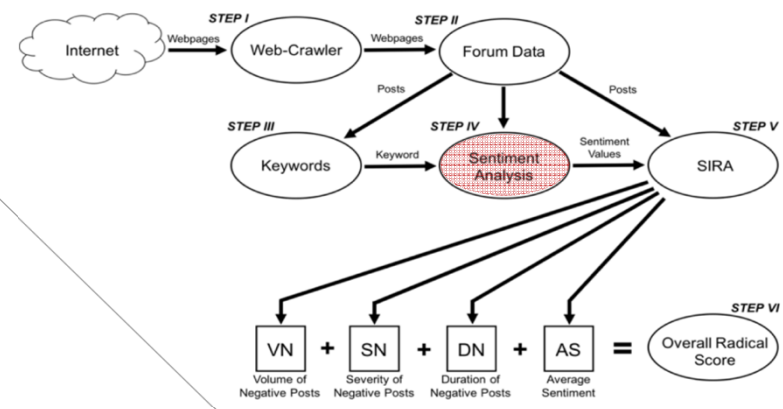 STEP I
STEP II
Internet
Webpages
Web-Crawler
Webpages
Forum Data
Posts
Posts
STEP III
STEP IV
STEP V
Keywords
Keyword
Sentiment
Analysis
Sentiment
Values
SIRA
STEP VI
VN + SN + DN + AS =
Overall Radical
Score
Volume of
Negative Posts
Severity of
Negative Posts
Duration of
Negative Posts
Average
Sentiment